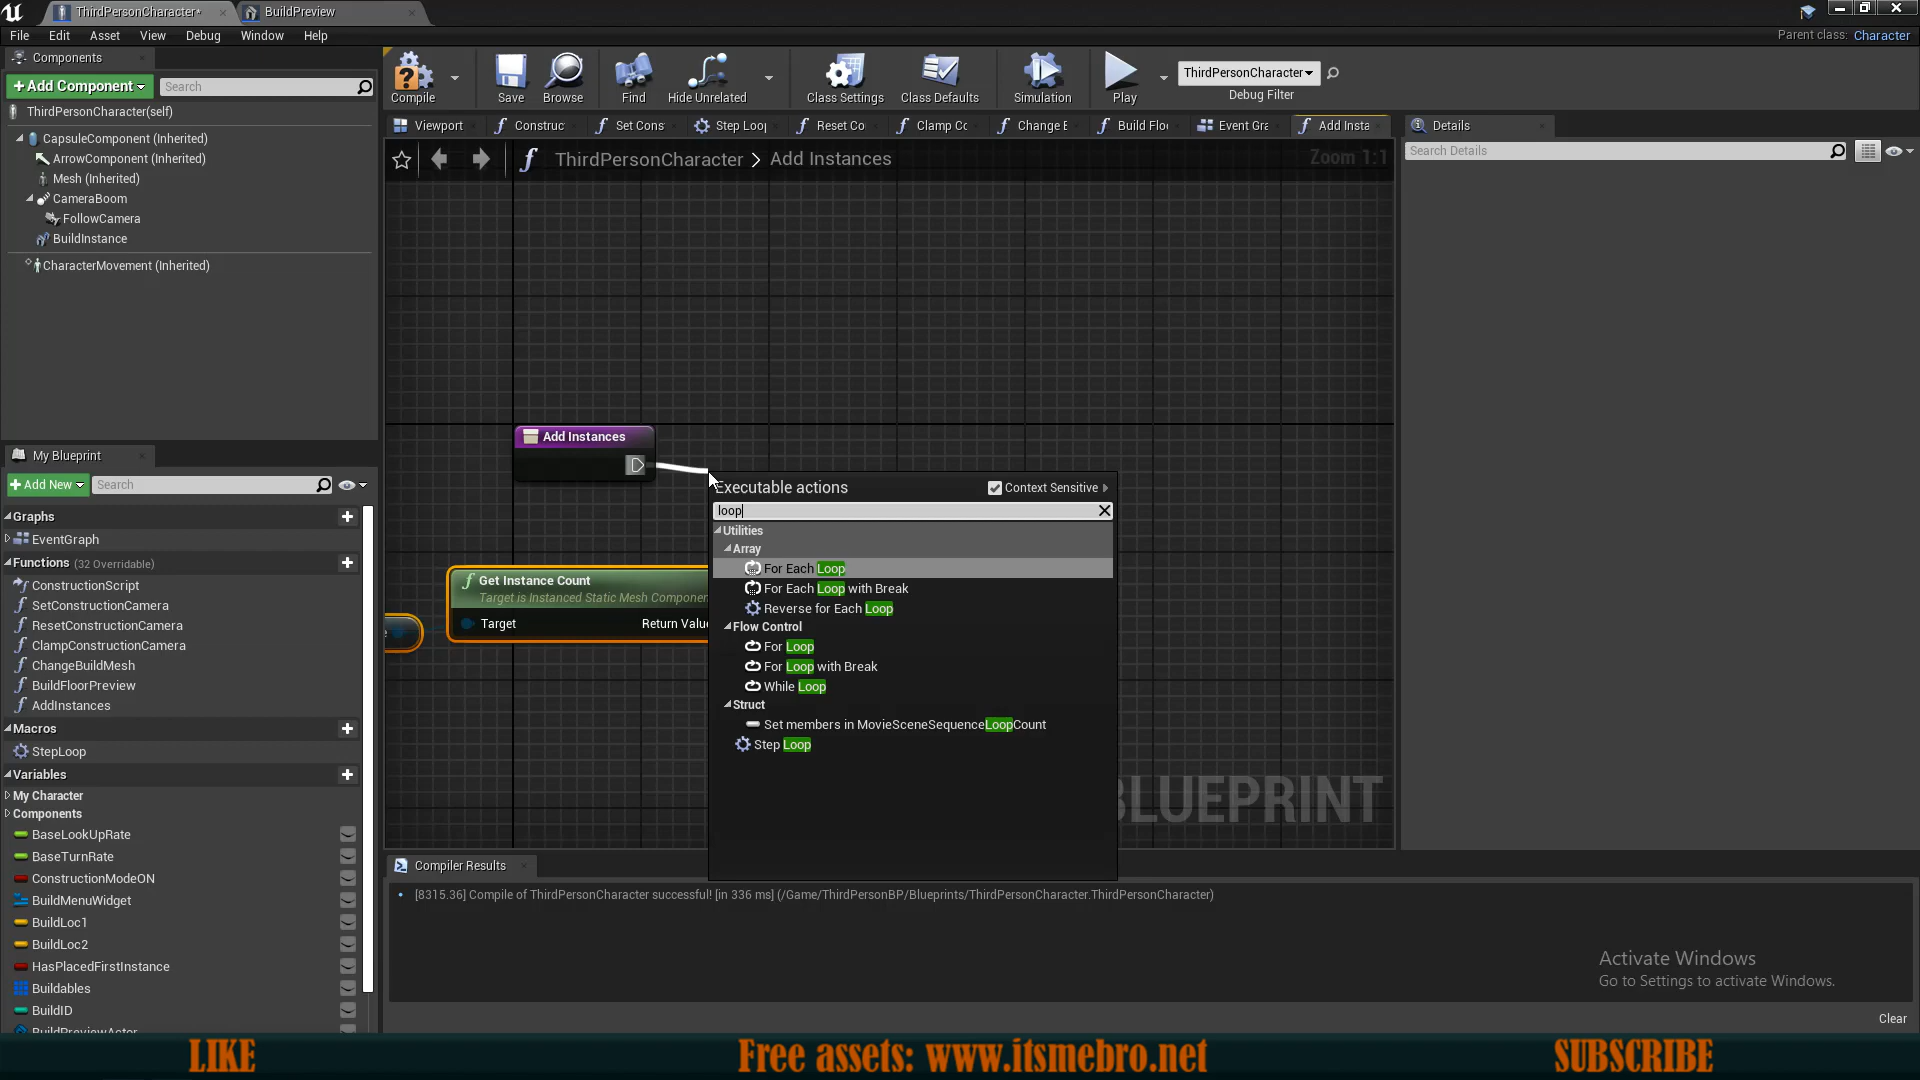 ThirdPersonCharacter*
BuildPreview
File Edit Asset View Debug Window Help
Parent class: Character
Components
+Add Component
Search
ThirdPersonCharacter(self)
CapsuleComponent (Inherited)
ArrowComponent (Inherited)
Mesh (Inherited)
CameraBoom
FollowCamera
BuildInstance
CharacterMovement (Inherited)
Compile
Save
Browse
Find
Hide Unrelated
Class Settings
Class Defaults
Simulation
Play
ThirdPersonCharacter
Debug Filter
Viewport
Construc
Set Cons
Step Loop
Reset Co
Clamp Co
Change B
Build Flo
Event Gra
Add Insta
Details
Search Details
ThirdPersonCharacter > Add Instances
Zoom 1:1
Add Instances
Get Instance Count
Target is Instanced Static Mesh Componen
Target
Return Value
Executable actions
Context Sensitive
loop
Utilities
Array
For Each Loop
For Each Loop with Break
Reverse for Each Loop
Flow Control
For Loop
For Loop with Break
While Loop
Struct
Set members in MovieSceneSequenceLoopCount
Step Loop
BLUEPRINT
My Blueprint
+Add New
Search
Graphs
EventGraph
Functions (32 Overridable)
ConstructionScript
SetConstructionCamera
ResetConstructionCamera
ClampConstructionCamera
ChangeBuildMesh
BuildFloorPreview
AddInstances
Macros
StepLoop
Variables
My Character
Components
BaseLookUpRate
BaseTurnRate
ConstructionModeON
BuildMenuWidget
BuildLoc1
BuildLoc2
HasPlacedFirstInstance
Buildables
BuildID
BuildPreviewActor
Compiler Results
[8315.36] Compile of ThirdPersonCharacter successful! [in 336 ms] (/Game/ThirdPersonBP/Blueprints/ThirdPersonCharacter.ThirdPersonCharacter)
Activate Windows
Go to Settings to activate Windows.
Clear
LIKE
Free assets: www.itsmebro.net
SUBSCRIBE